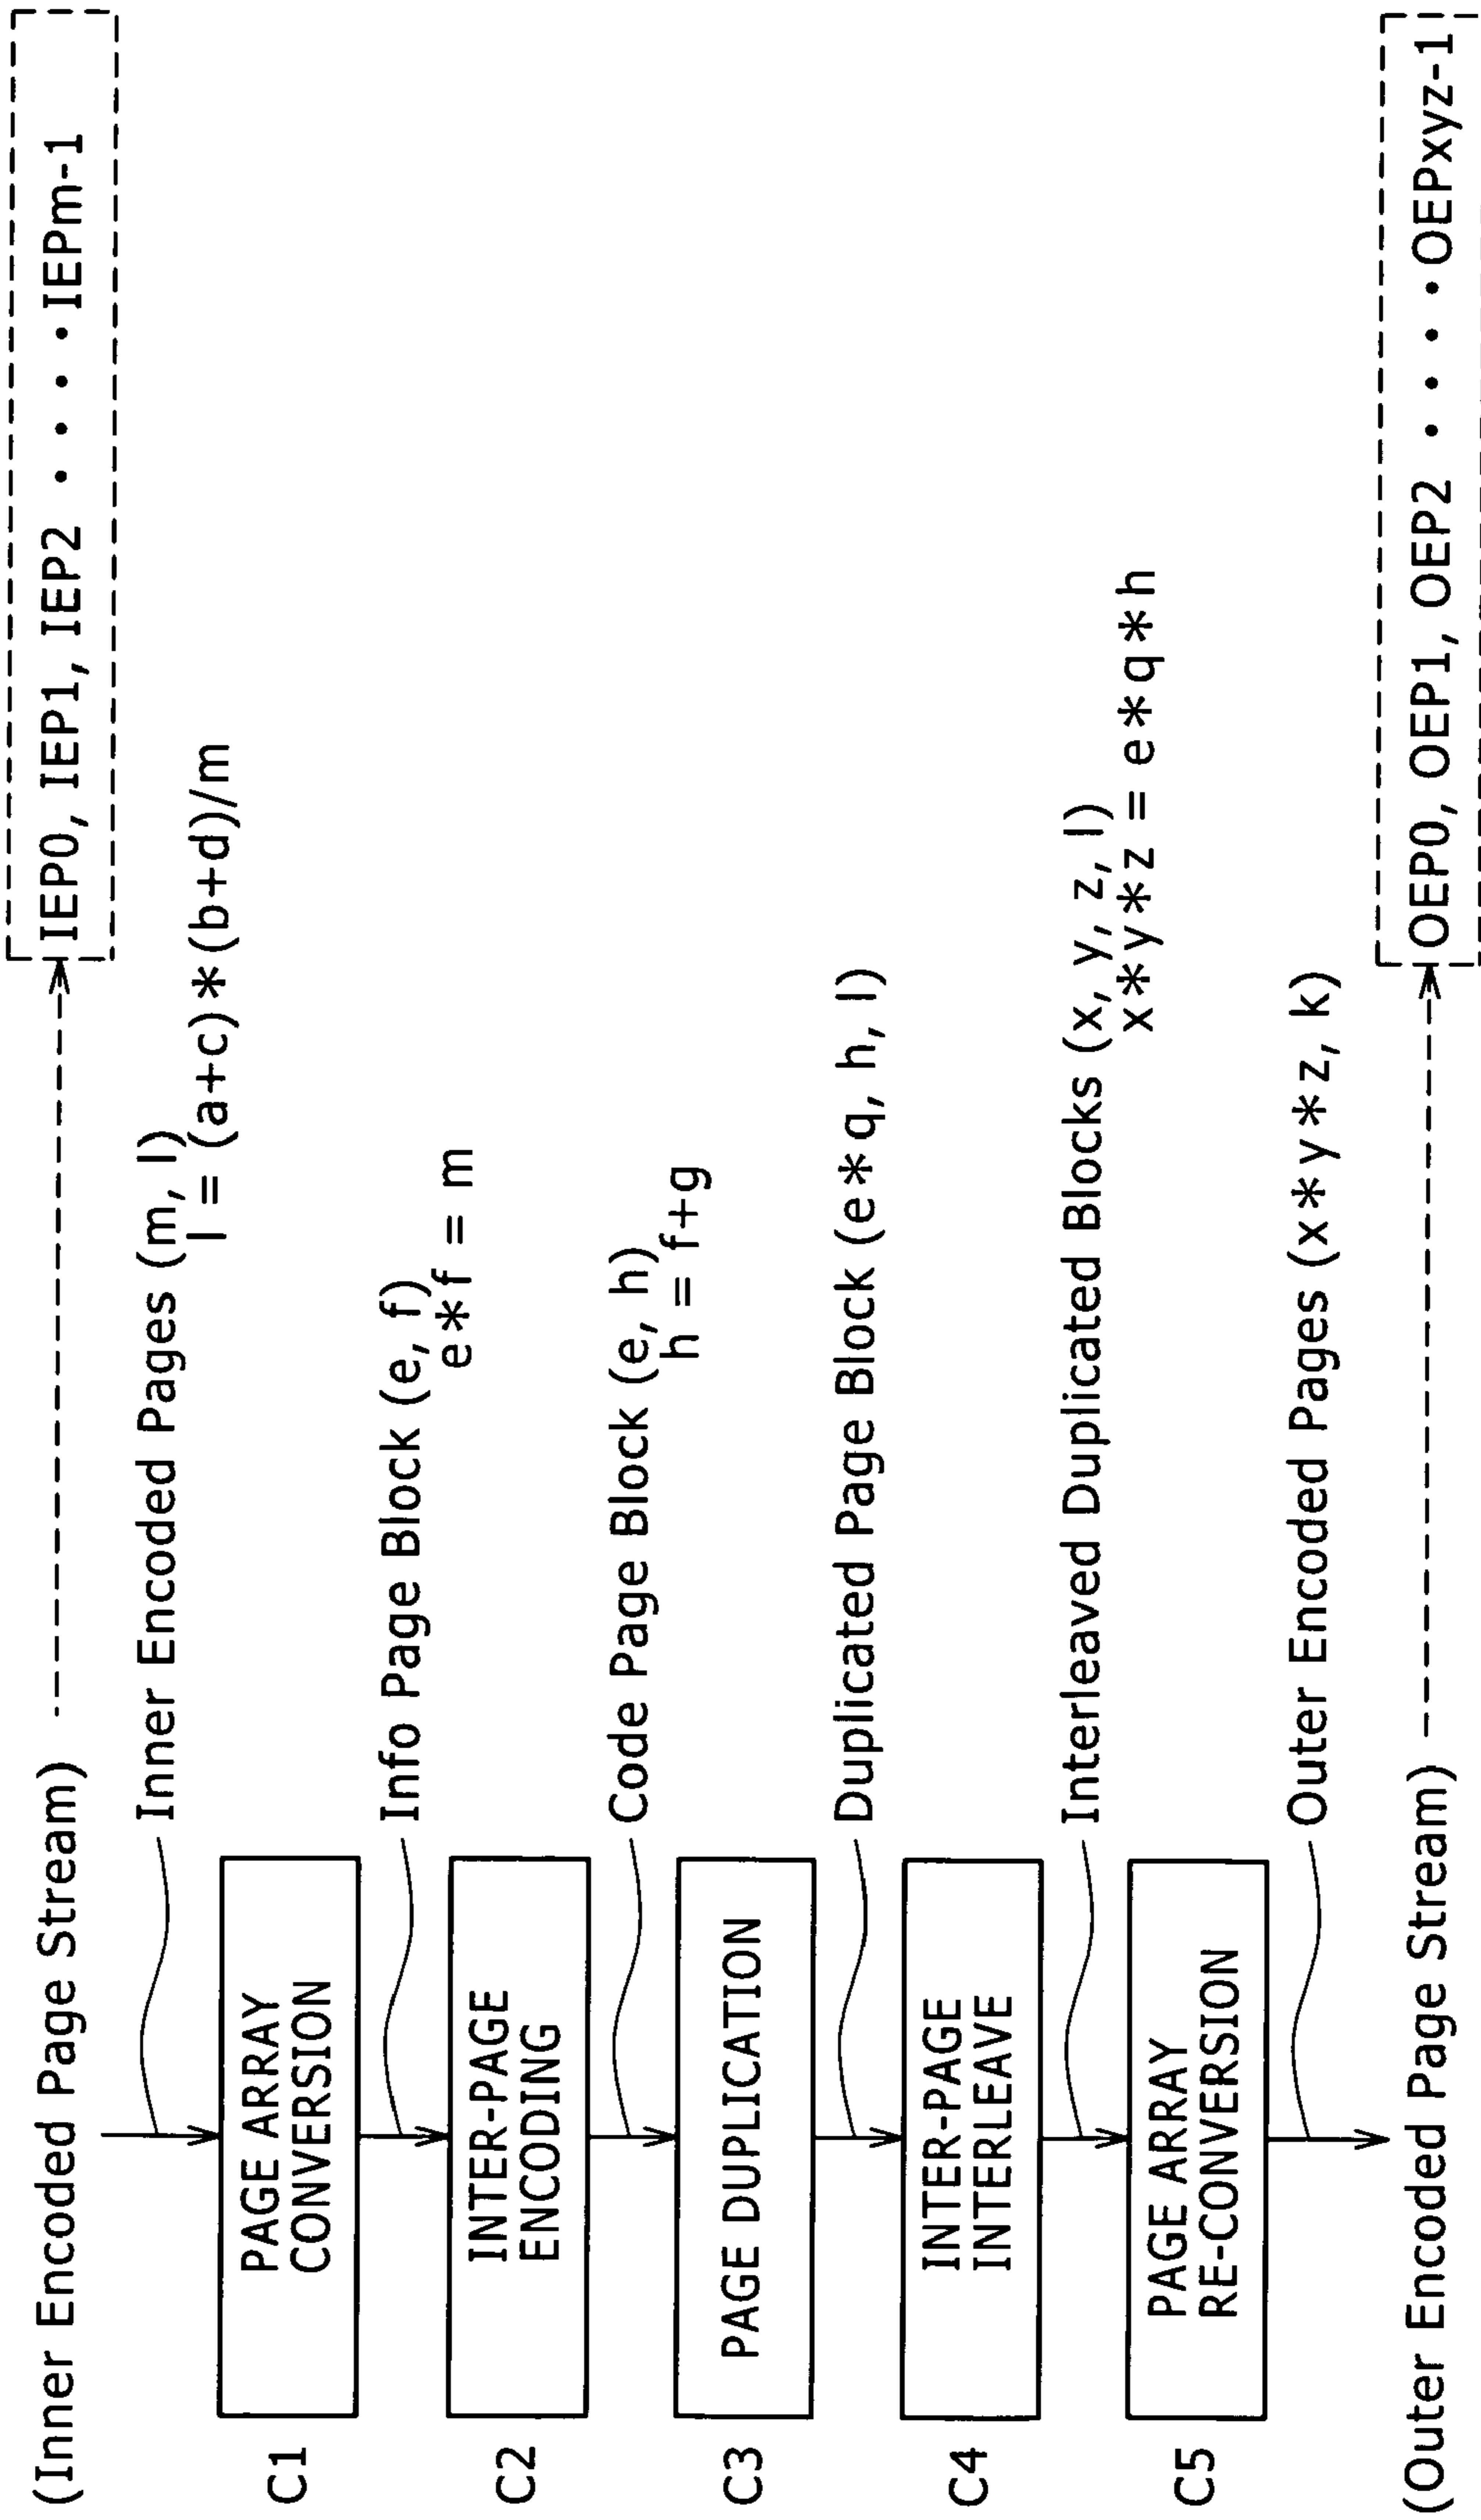 (Inner Encoded Page Stream)
IEP0, IEP1, IEP2 ・・・・IEPm-1
Inner Encoded Pages (m, l)
l = (a+c)*(b+d)/m
C1
PAGE ARRAY
CONVERSION
Info Page Block (e, f)
e*f = m
C2
INTER-PAGE
ENCODING
Code Page Block (e, h)
h = f+g
C3
PAGE DUPLICATION
Duplicated Page Block (e*q, h, l)
C4
INTER-PAGE
INTERLEAVE
Interleaved Duplicated Blocks (x, y, z, l)
x*y*z = e*q*h
C5
PAGE ARRAY
RE-CONVERSION
Outer Encoded Pages (x*y*z, k)
(Outer Encoded Page Stream)
OEP0, OEP1, OEP2 ・・・・OEPxyz-1